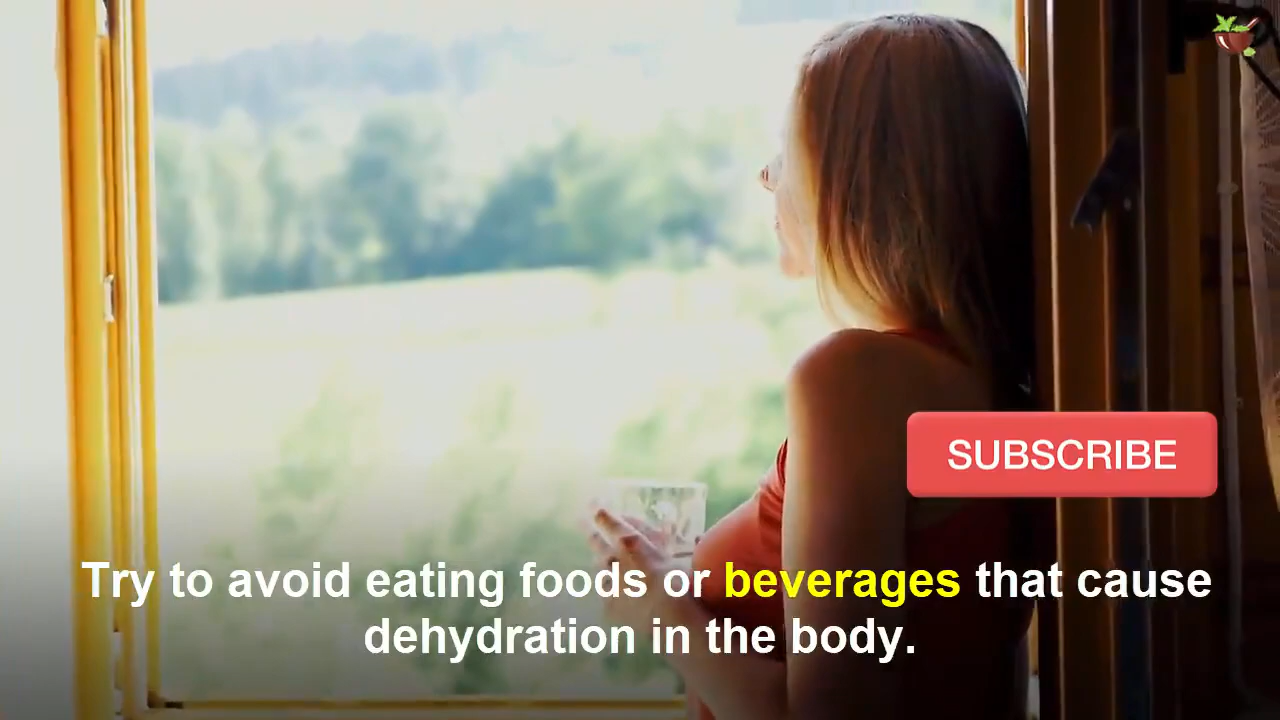 SUBSCRIBE
Try to avoid eating foods or beverages that cause
dehydration in the body.